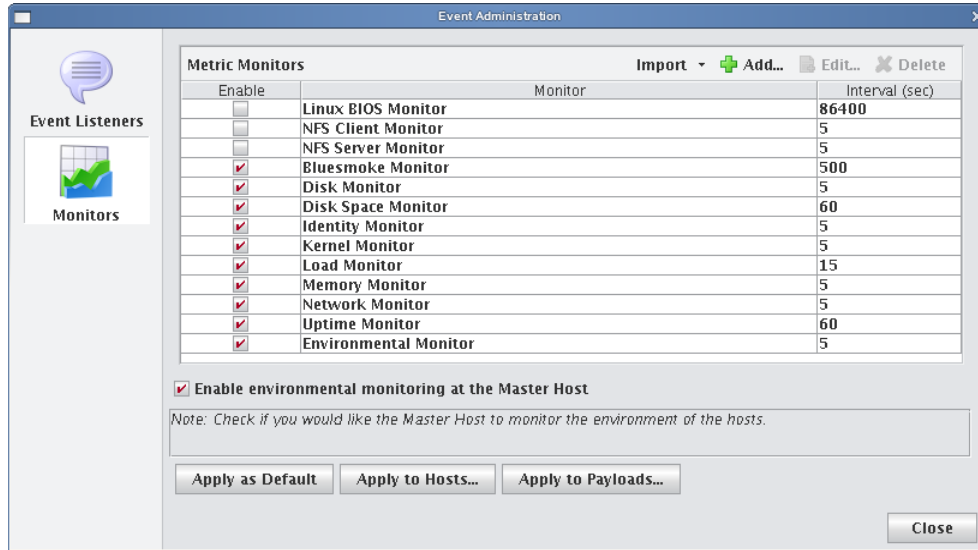 Event Administration
Event Listeners
Monitors
Metric Monitors Import Add... Edit... Delete
Enable Monitor Interval (sec)
Linux BIOS Monitor 86400
NFS Client Monitor 5
NFS Server Monitor 5
Bluesmoke Monitor 500
Disk Monitor 5
Disk Space Monitor 60
Identity Monitor 5
Kernel Monitor 5
Load Monitor 15
Memory Monitor 5
Network Monitor 5
Uptime Monitor 60
Environmental Monitor 5
Enable environmental monitoring at the Master Host
Note: Check if you would like the Master Host to monitor the environment of the hosts.
Apply as Default Apply to Hosts... Apply to Payloads...
Close